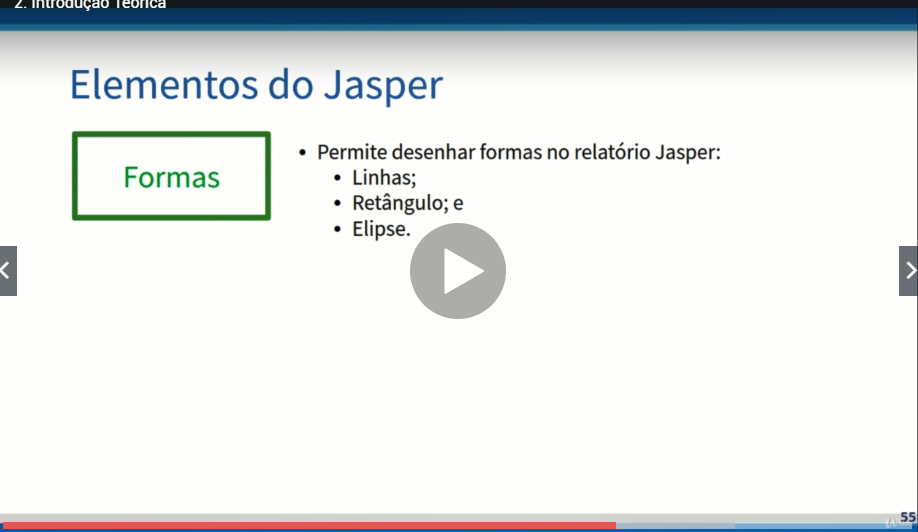 2. Introdução Teórica
Elementos do Jasper
Formas
• Permite desenhar formas no relatório Jasper:
• Linhas;
• Retângulo; e
• Elipse.
55